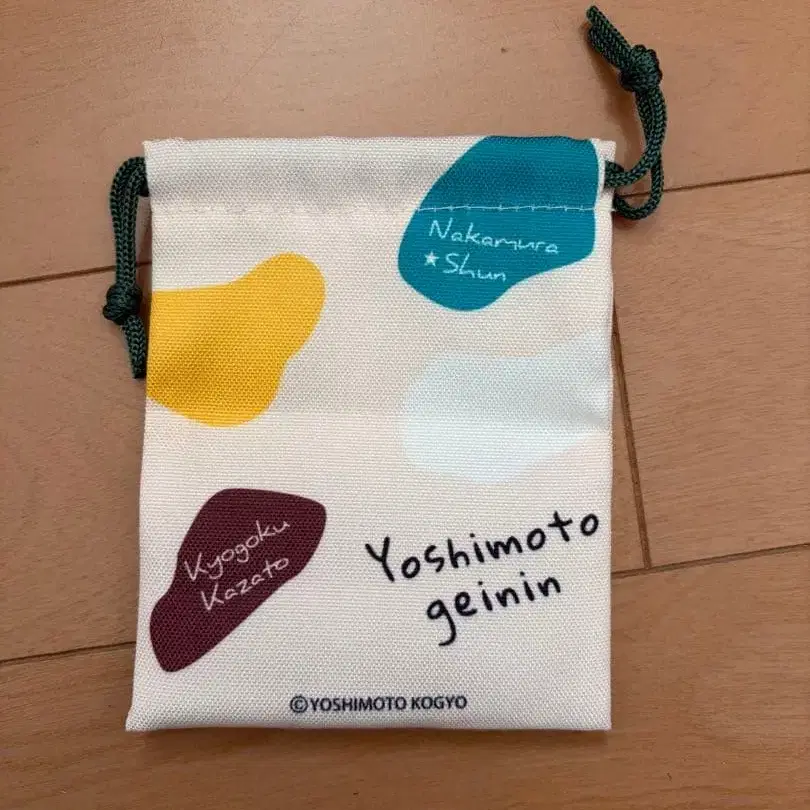 Nakamura
★Shun
Kyogoku
Kazato
Yoshimoto
geinin
©YOSHIMOTO KOGYO